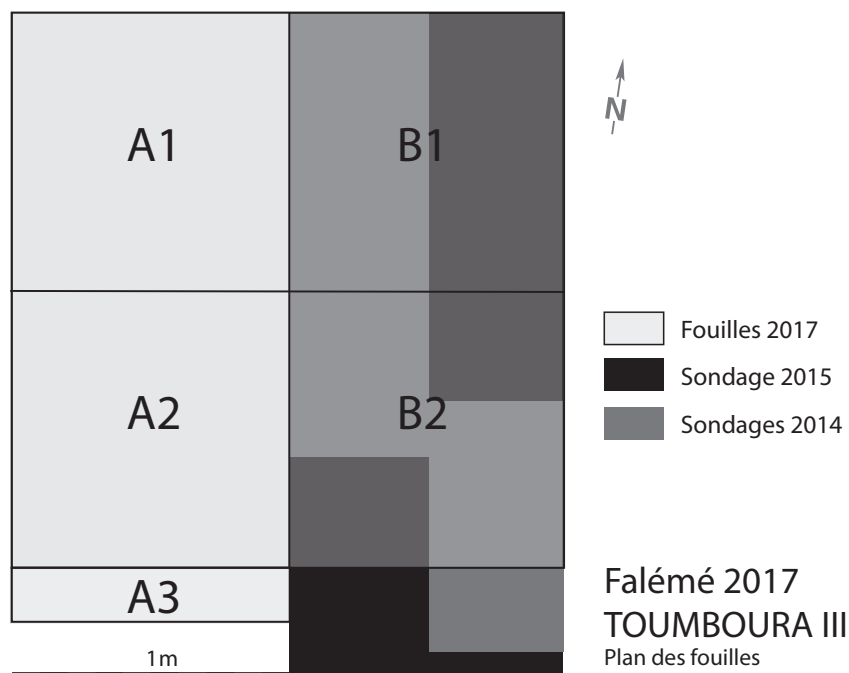 A1
B1
N
A2
B2
A3
1m
Fouilles 2017
Sondage 2015
Sondages 2014
Falémé 2017
TOUMBOURA III
Plan des fouilles